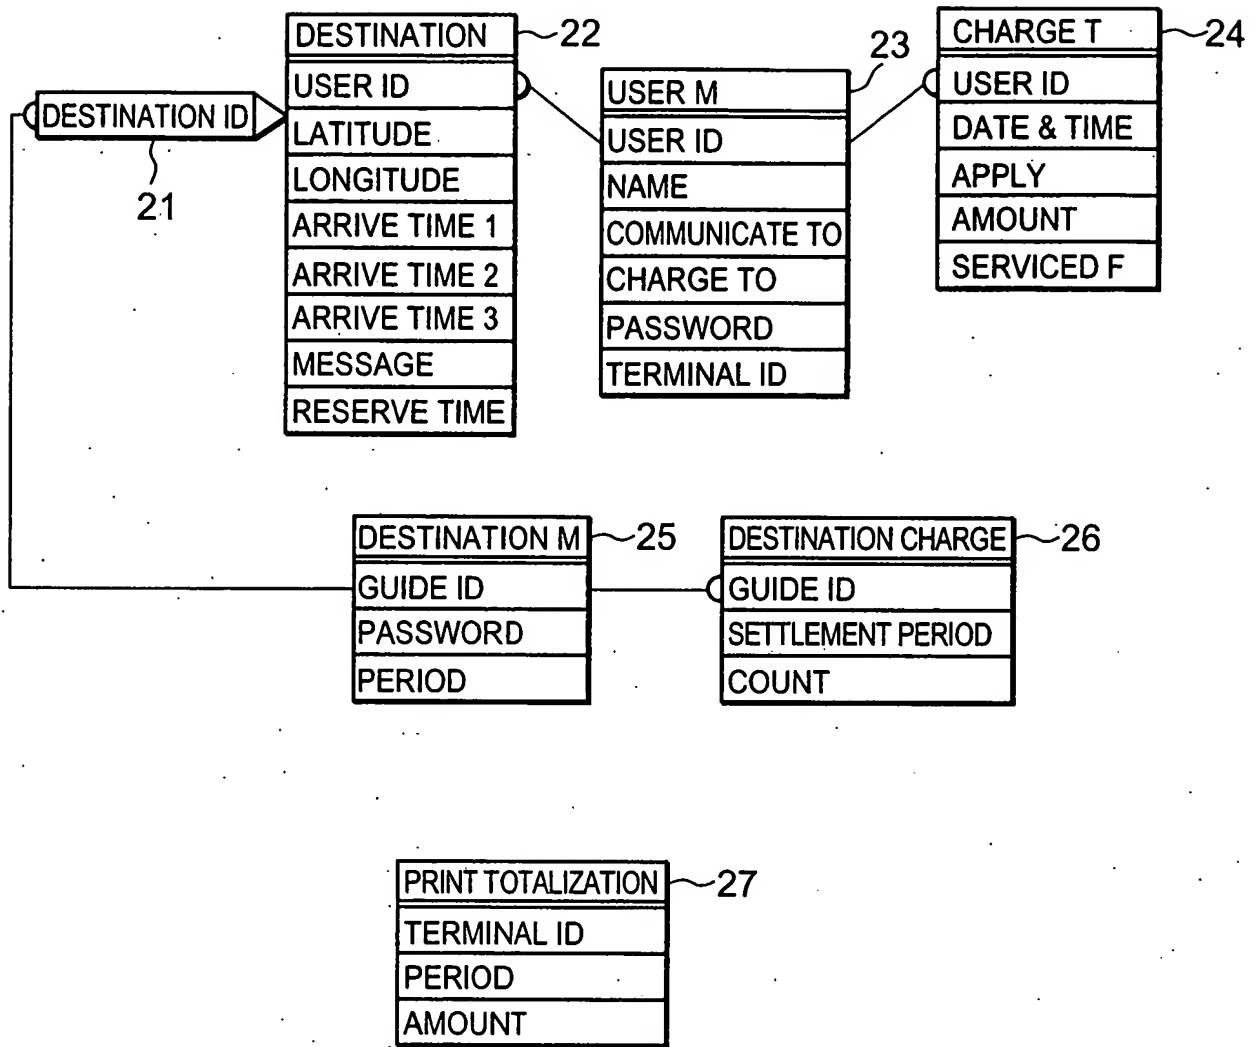 DESTINATION ID
21
DESTINATION
22
USER ID
LATITUDE
LONGITUDE
ARRIVE TIME 1
ARRIVE TIME 2
ARRIVE TIME 3
MESSAGE
RESERVE TIME
23
USER M
USER ID
NAME
COMMUNICATE TO
CHARGE TO
PASSWORD
TERMINAL ID
CHARGE T
24
USER ID
DATE & TIME
APPLY
AMOUNT
SERVICED F
DESTINATION M
25
GUIDE ID
PASSWORD
PERIOD
DESTINATION CHARGE
26
GUIDE ID
SETTLEMENT PERIOD
COUNT
PRINT TOTALIZATION
27
TERMINAL ID
PERIOD
AMOUNT